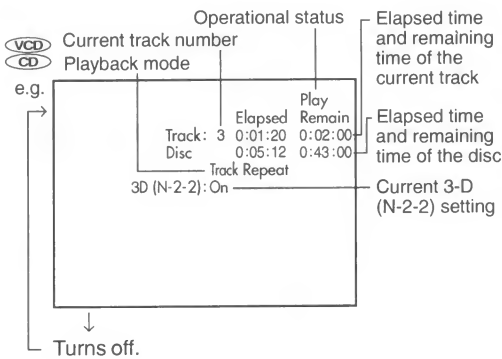 Operational status
Elapsed time
and remaining
time of the
current track
VCD
Current track number
CD
Playback mode
e.g.
Play
Elapsed Remain
Track: 3 0:01:20 0:02:00
Disc 0:05:12 0:43:00
Track Repeat
3D (N-2-2): On
Elapsed time
and remaining
time of the disc
Current 3-D
(N-2-2) setting
Turns off.